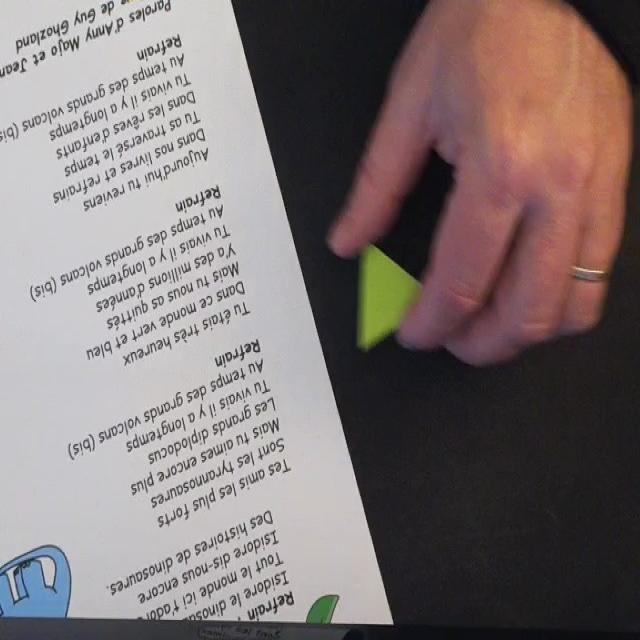 Refrain
Isidore le dinosau
Tout le monde ici t'ador
Isidore dis-nous encore
Des histoires de dinosaures.
Tes amis les plus forts
Sont les tyrannosaures
Mais tu aimes encore plus
Les grands diplodocus
Tu vivais il y a longtemps
Au temps des grands volcans (bis)
Refrain
Tu étais très heureux
Dans ce monde vert et bleu
Mais tu nous as quittés
Y'a des millions d'années
Tu vivais il y a longtemps
Au temps des grands volcans (bis)
Refrain
Aujourd'hui tu reviens
Dans nos livres et refrains
Tu as traversé le temps
Dans les rêves d'enfants
Tu vivais il y a longtemps
Au temps des grands volcans (bis
Refrain
Paroles d'Anny Majo et Jean
de Guy Ghozland